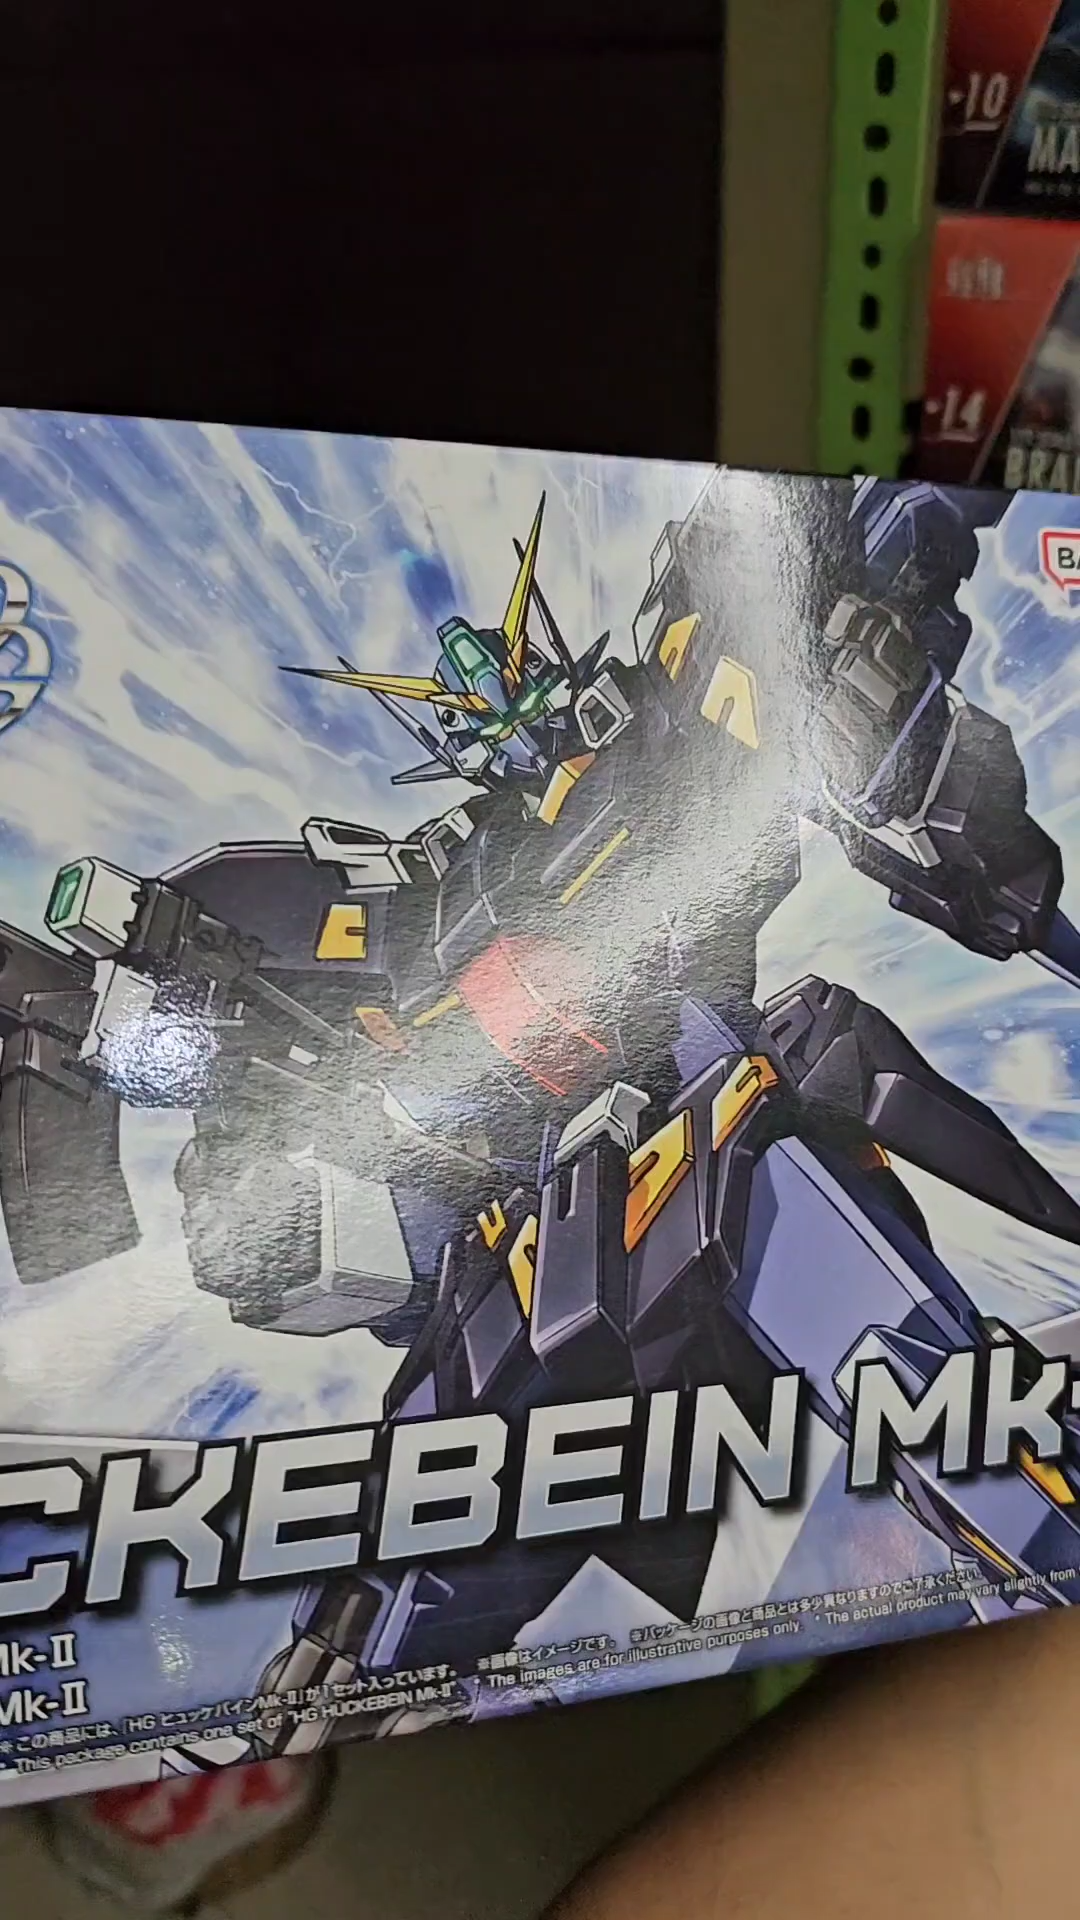 -10
MA
-14
BRA
BA
CKEBEIN Mk-
Mk-II
Mk-II
※この商品には、「HG ヒュッケバインMk-II」が1セット入っています。 ※画像はイメージです。 ※パッケージの画像と商品とは多少異なりますのでご了承ください。
* This package contains one set of "HG HUCKEBEIN Mk-II". * The images are for illustrative purposes only. * The actual product may vary slightly from